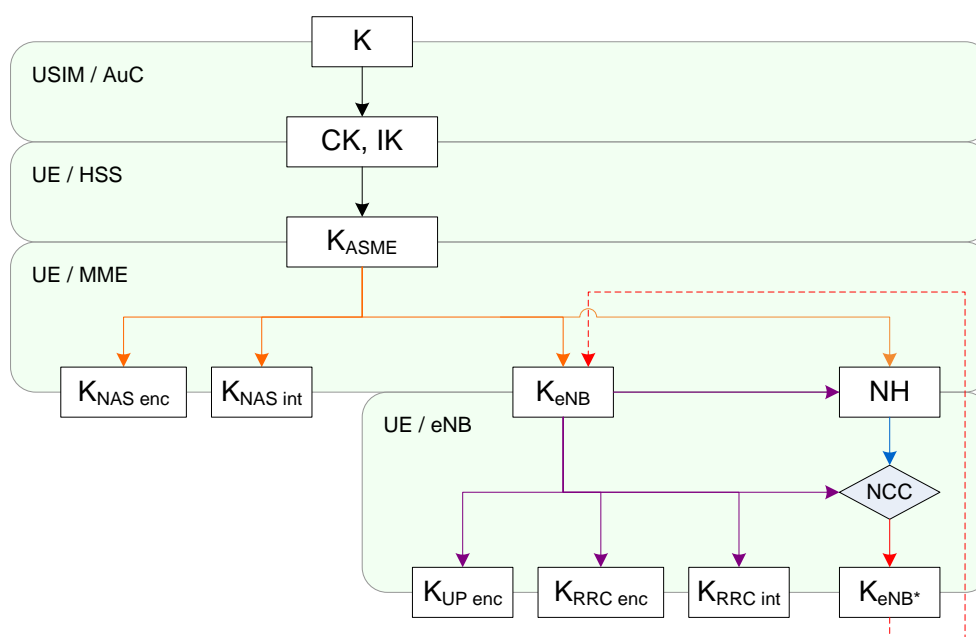 K
USIM / AuC
CK, IK
UE / HSS
KASME
UE / MME
KNAS enc
KNAS int
KeNB
NH
UE / eNB
NCC
KUP enc
KRRC enc
KRRC int
KeNB*